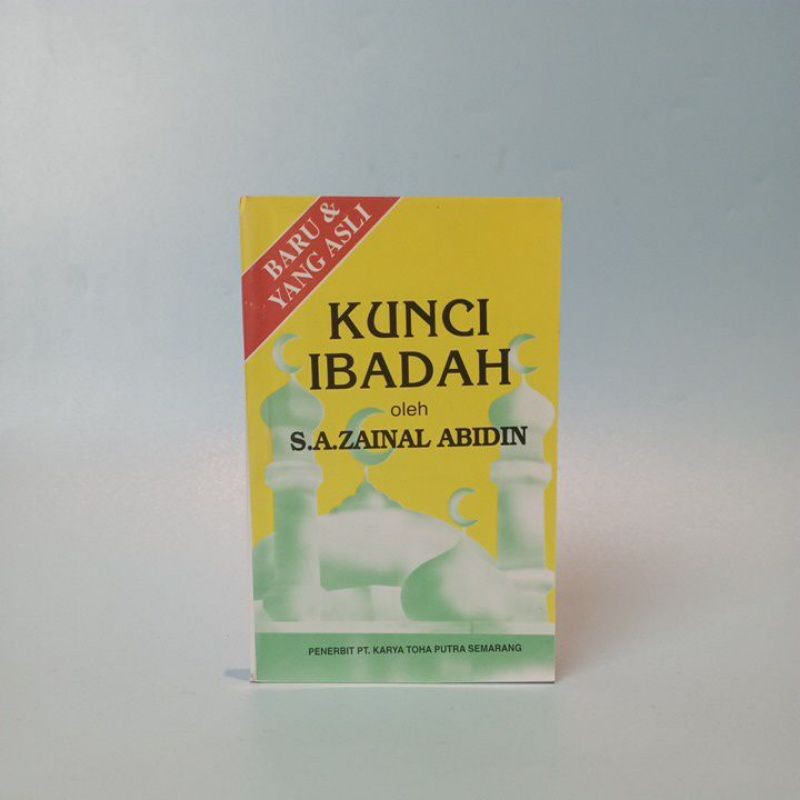 BARU &
YANG ASLI
KUNCI
IBADAH
oleh
S.A.ZAINAL ABIDIN
PENERBIT PT. KARYA TOHA PUTRA SEMARANG